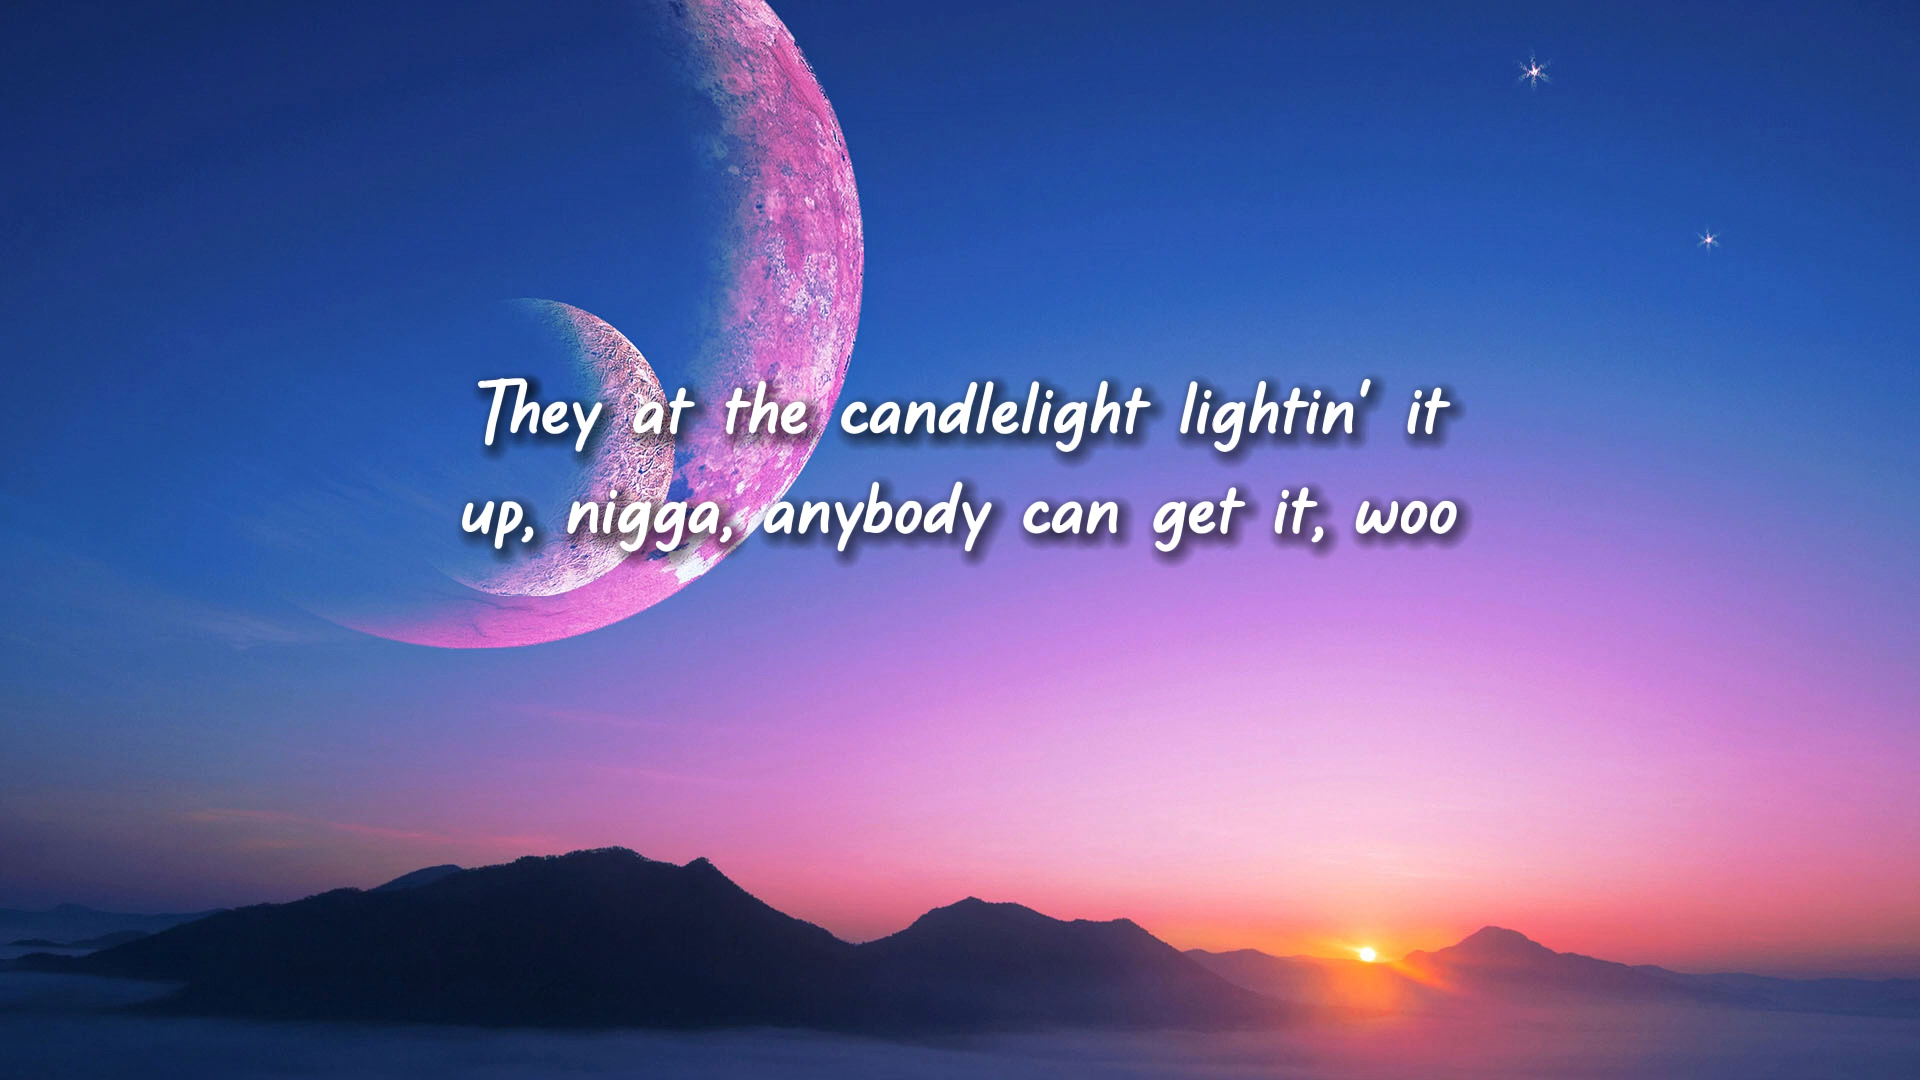 They at the candlelight lightin' it
up, nigga, anybody can get it, woo